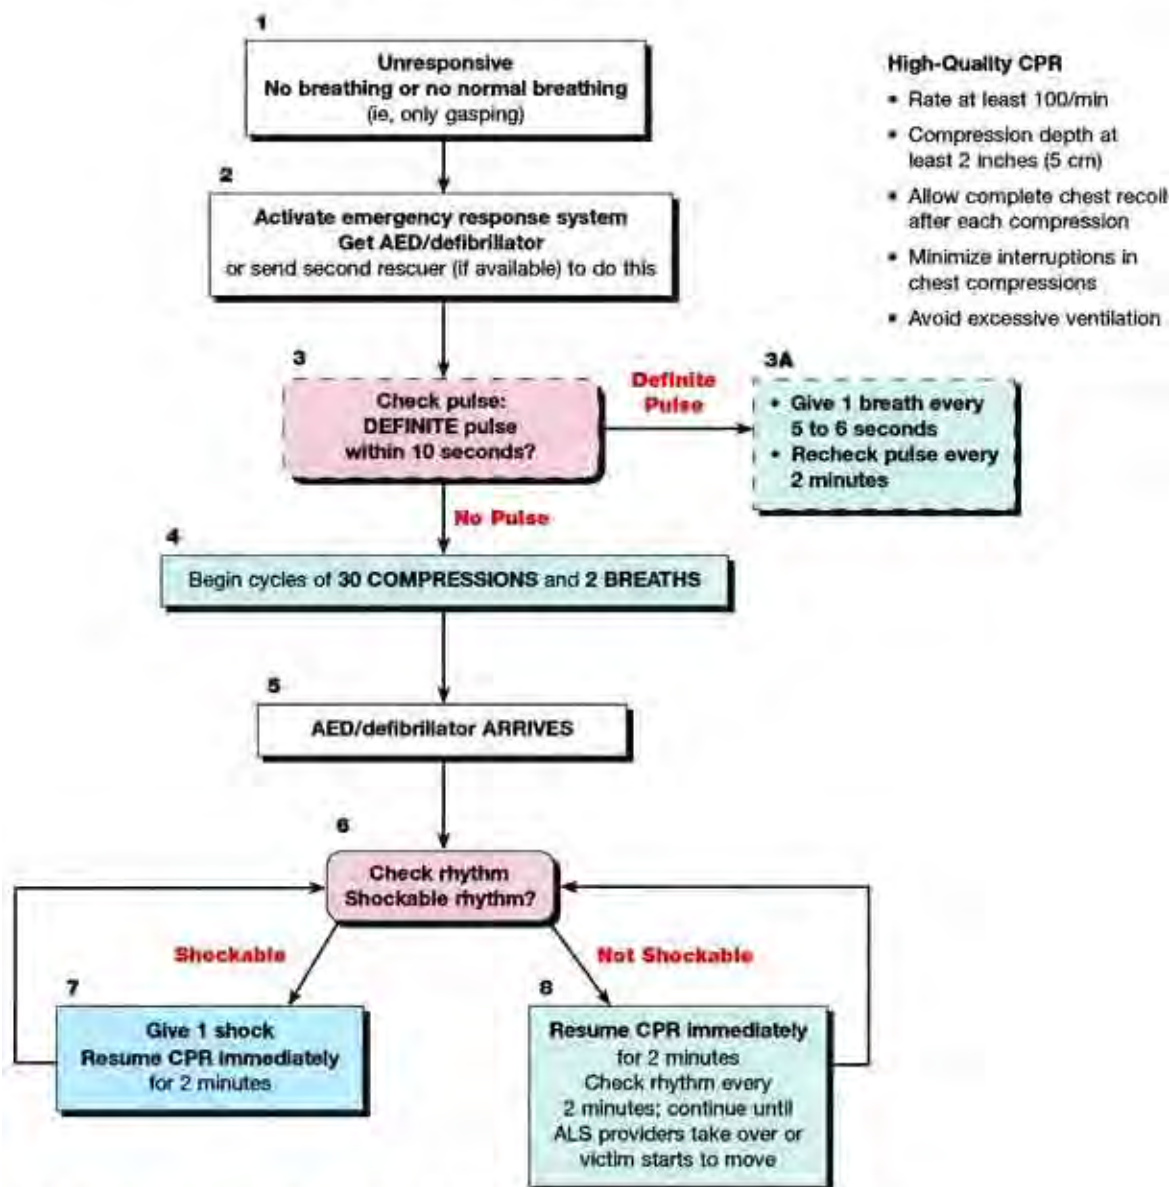 1
Unresponsive
No breathing or no normal breathing
(ie, only gasping)
High-Quality CPR
• Rate at least 100/min
• Compression depth at
least 2 inches (5 cm)
• Allow complete chest recoil
after each compression
• Minimize interruptions in
chest compressions
• Avoid excessive ventilation
2
Activate emergency response system
Get AED/defibrillator
or send second rescuer (if available) to do this
3
Check pulse:
DEFINITE pulse
within 10 seconds?
Definite
Pulse
3A
• Give 1 breath every
5 to 6 seconds
• Recheck pulse every
2 minutes
No Pulse
4
Begin cycles of 30 COMPRESSIONS and 2 BREATHS
5
AED/defibrillator ARRIVES
6
Check rhythm
Shockable rhythm?
Shockable
Not Shockable
7
Give 1 shock
Resume CPR immediately
for 2 minutes
8
Resume CPR immediately
for 2 minutes
Check rhythm every
2 minutes; continue until
ALS providers take over or
victim starts to move